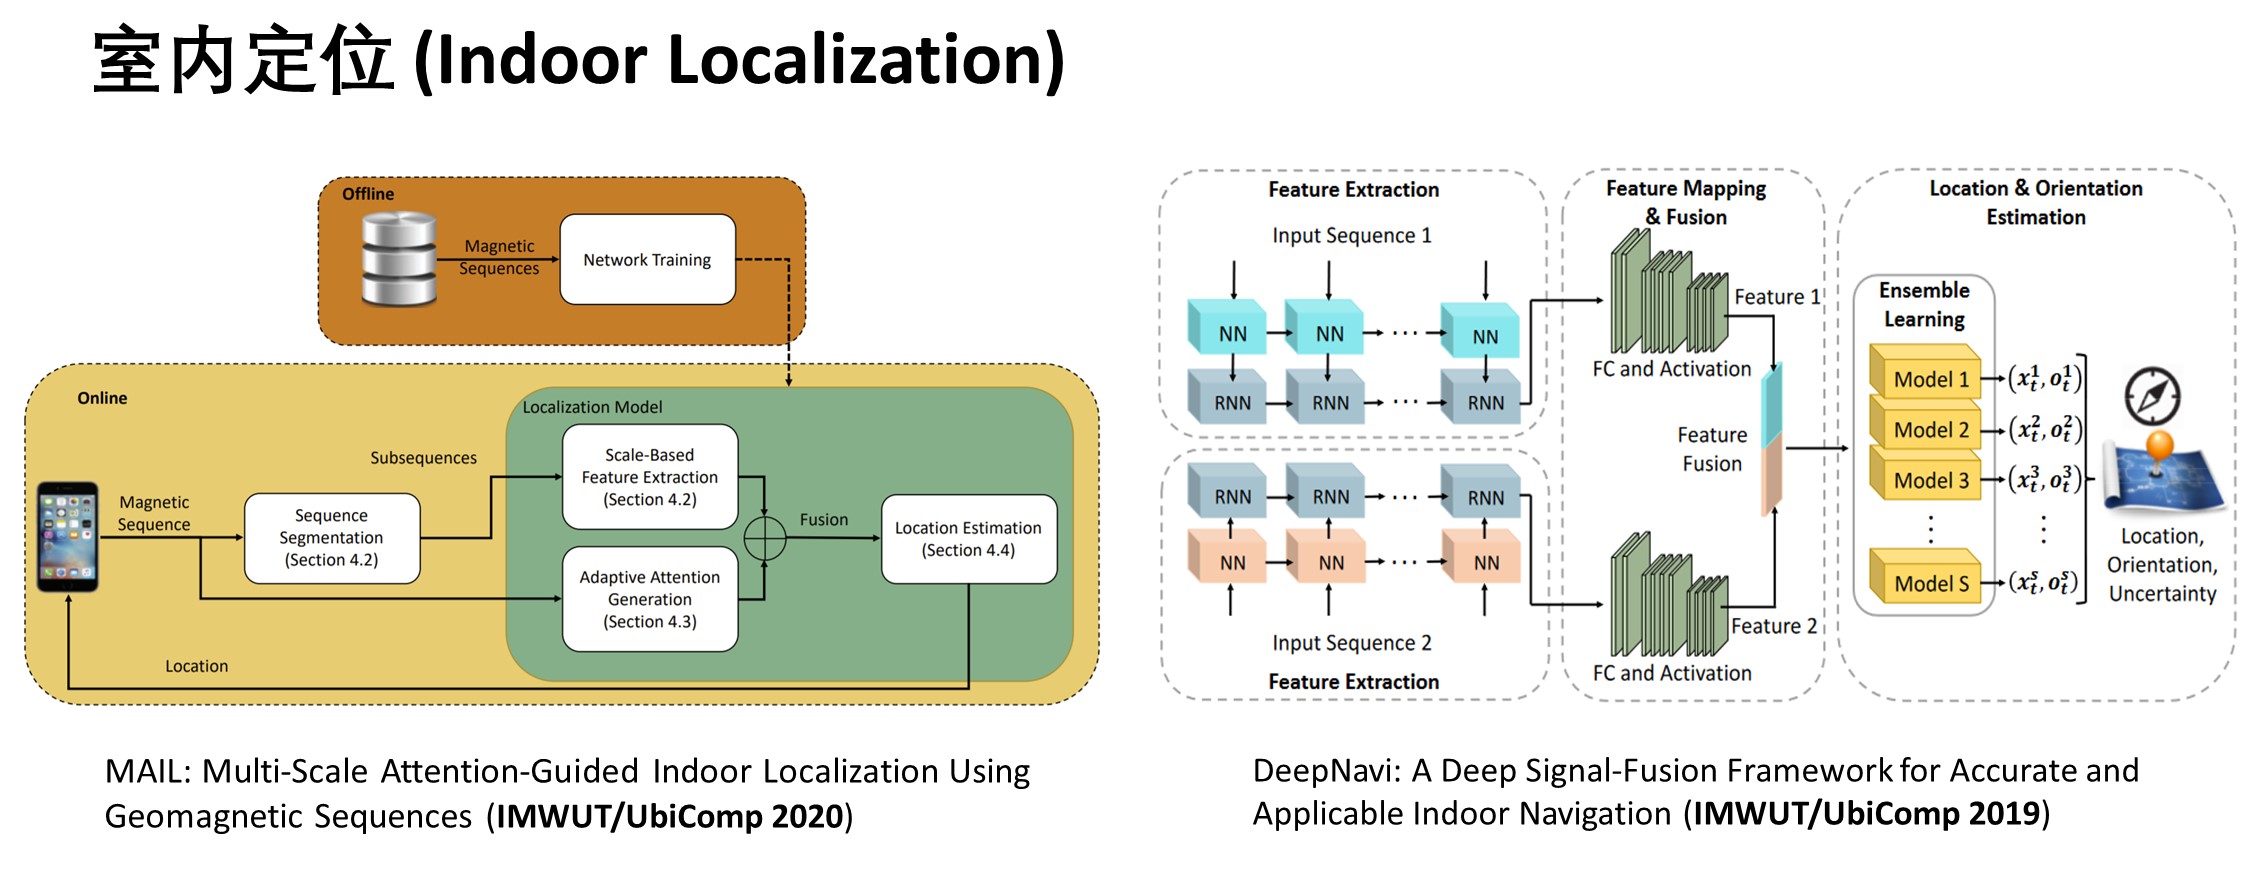 室内定位 (Indoor Localization)
Offline
Magnetic
Sequences
Network Training
Online
Localization Model
Subsequences
Scale-Based
Feature Extraction
(Section 4.2)
Magnetic
Sequence
Sequence
Segmentation
(Section 4.2)
Fusion
Location Estimation
(Section 4.4)
Adaptive Attention
Generation
(Section 4.3)
Location
MAIL: Multi-Scale Attention-Guided Indoor Localization Using
Geomagnetic Sequences (IMWUT/UbiComp 2020)
Feature Extraction
Input Sequence 1
NN NN ··· NN
RNN RNN ··· RNN
RNN RNN ··· RNN
NN NN ··· NN
Input Sequence 2
Feature Extraction
Feature Mapping
& Fusion
Feature 1
FC and Activation
Feature
Fusion
Feature 2
FC and Activation
Location & Orientation
Estimation
Ensemble
Learning
Model 1 (x_t^1, o_t^1)
Model 2 (x_t^2, o_t^2)
Model 3 (x_t^3, o_t^3)
⋮ ⋮
Model S (x_t^s, o_t^s)
Location,
Orientation,
Uncertainty
DeepNavi: A Deep Signal-Fusion Framework for Accurate and
Applicable Indoor Navigation (IMWUT/UbiComp 2019)